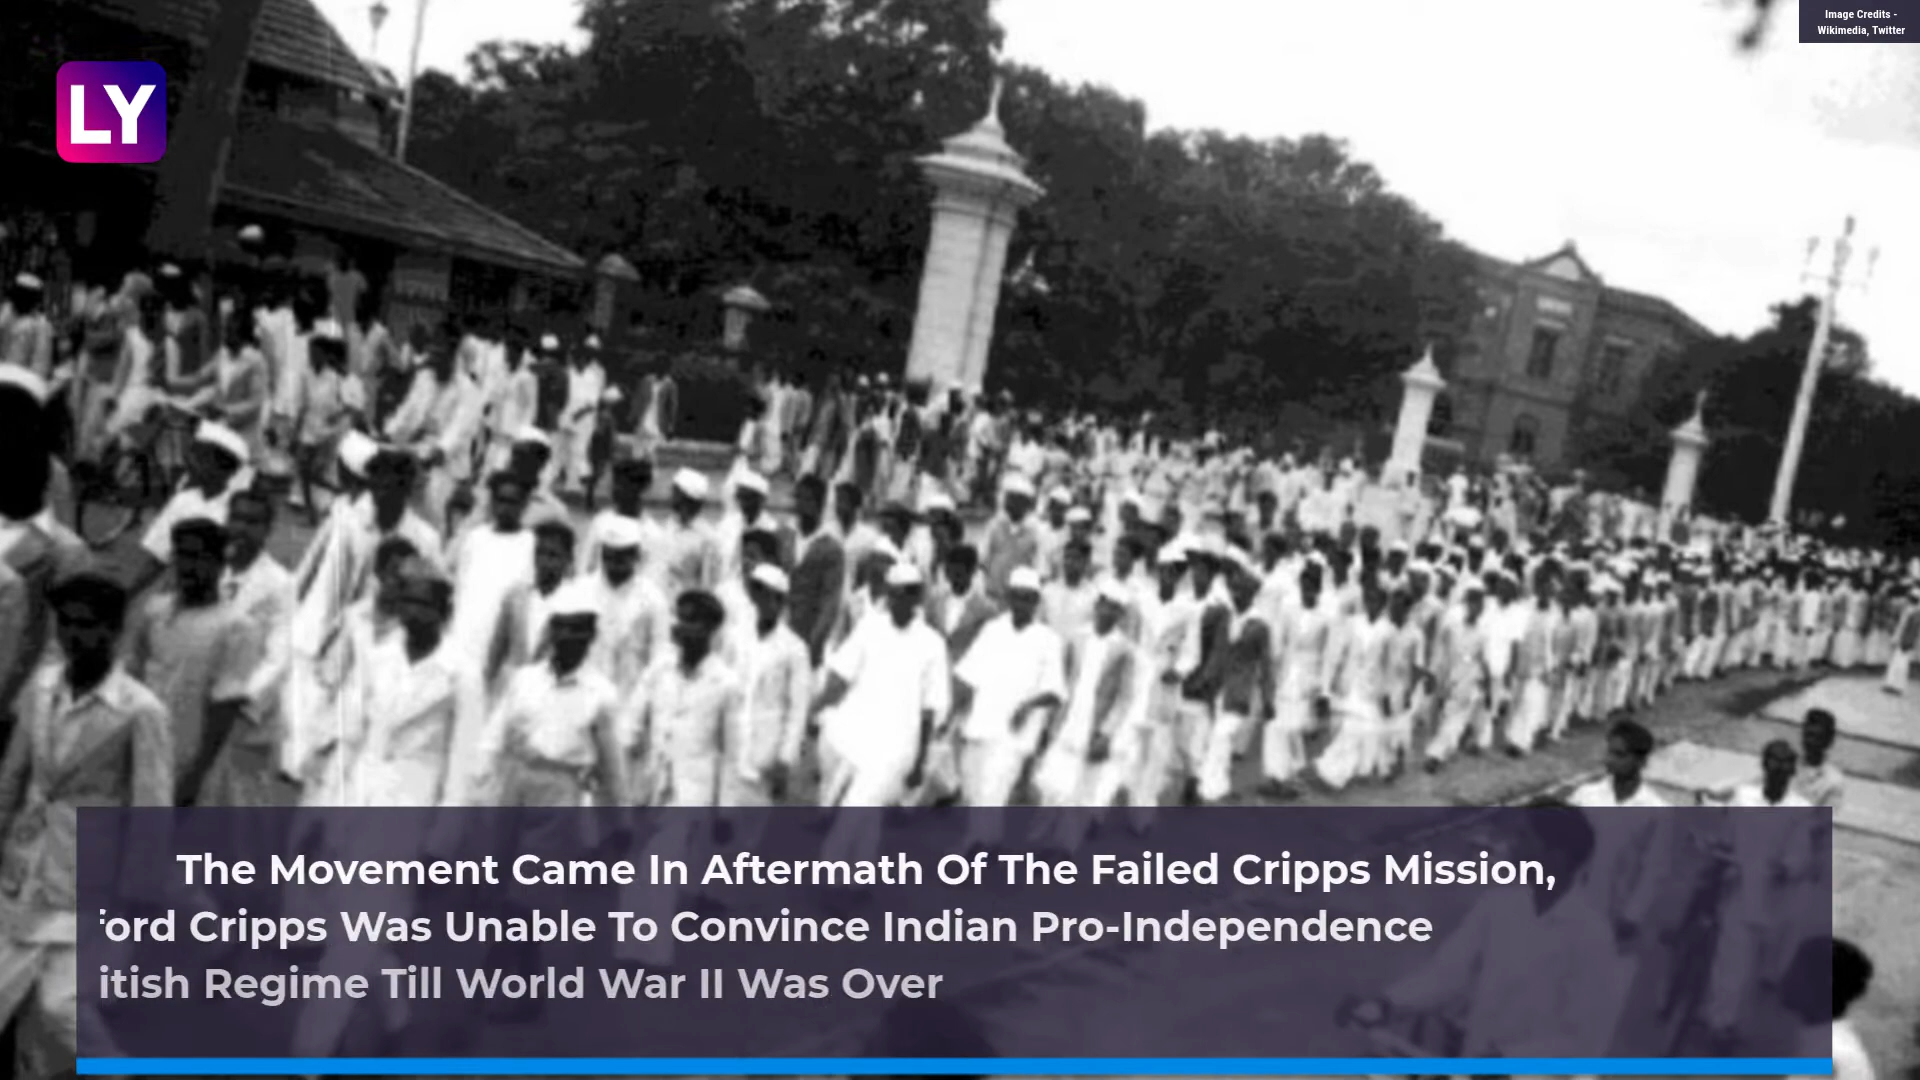 Image Credits -
Wikimedia, Twitter
LY
The Movement Came In Aftermath Of The Failed Cripps Mission,
ford Cripps Was Unable To Convince Indian Pro-Independence
itish Regime Till World War II Was Over